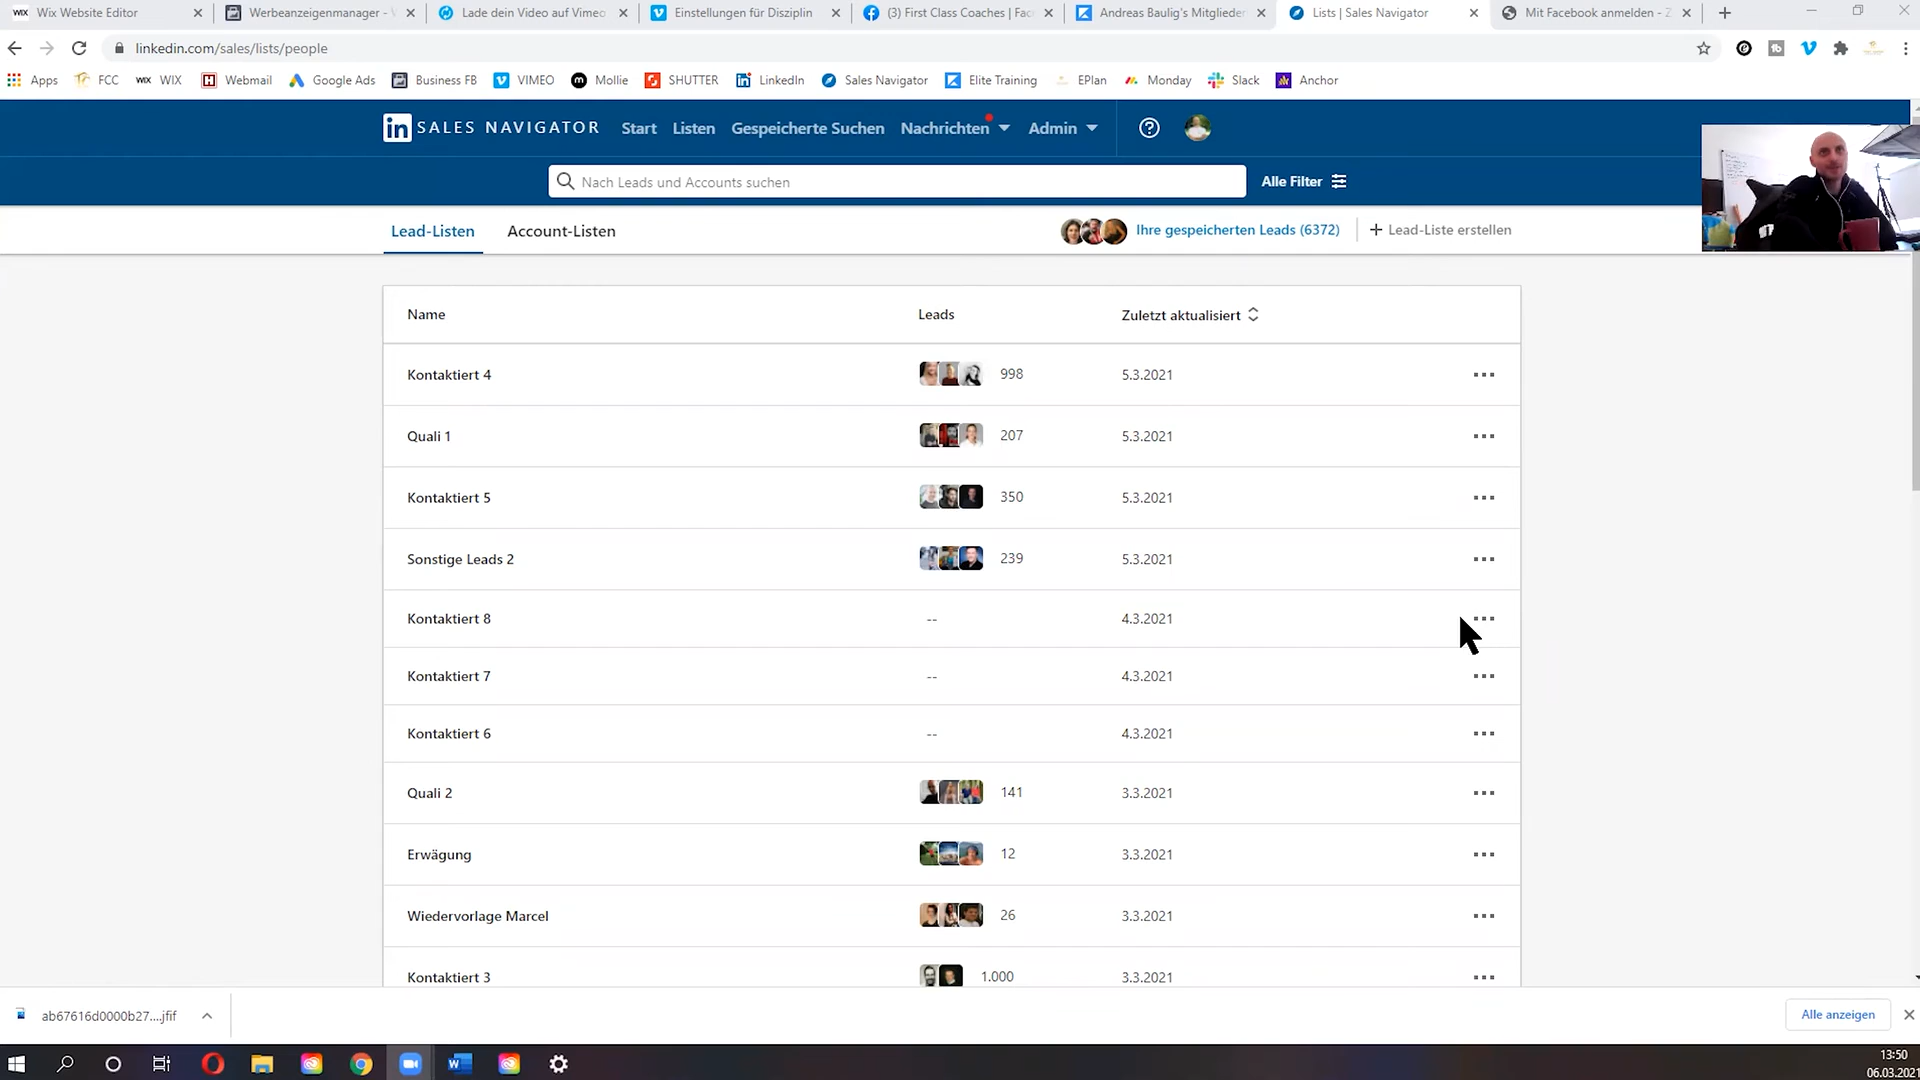 WIX Wix Website Editor
Werbeanzeigenmanager -
Lade dein Video auf Vimeo
Einstellungen für Disziplin
(3) First Class Coaches | Fac
Andreas Baulig's Mitglieder
Lists | Sales Navigator
Mit Facebook anmelden - Z
linkedin.com/sales/lists/people
Apps
FCC
WIX WIX
Webmail
Google Ads
Business FB
VIMEO
Mollie
SHUTTER
LinkedIn
Sales Navigator
Elite Training
EPlan
Monday
Slack
Anchor
in SALES NAVIGATOR
Start
Listen
Gespeicherte Suchen
Nachrichten
Admin
Nach Leads und Accounts suchen
Alle Filter
Lead-Listen
Account-Listen
Ihre gespeicherten Leads (6372)
+ Lead-Liste erstellen
Name Leads Zuletzt aktualisiert
Kontaktiert 4 998 5.3.2021
Quali 1 207 5.3.2021
Kontaktiert 5 350 5.3.2021
Sonstige Leads 2 239 5.3.2021
Kontaktiert 8 -- 4.3.2021
Kontaktiert 7 -- 4.3.2021
Kontaktiert 6 -- 4.3.2021
Quali 2 141 3.3.2021
Erwägung 12 3.3.2021
Wiedervorlage Marcel 26 3.3.2021
Kontaktiert 3 1.000 3.3.2021
ab67616d0000b27....jfif
Alle anzeigen
13:50
06.03.2021